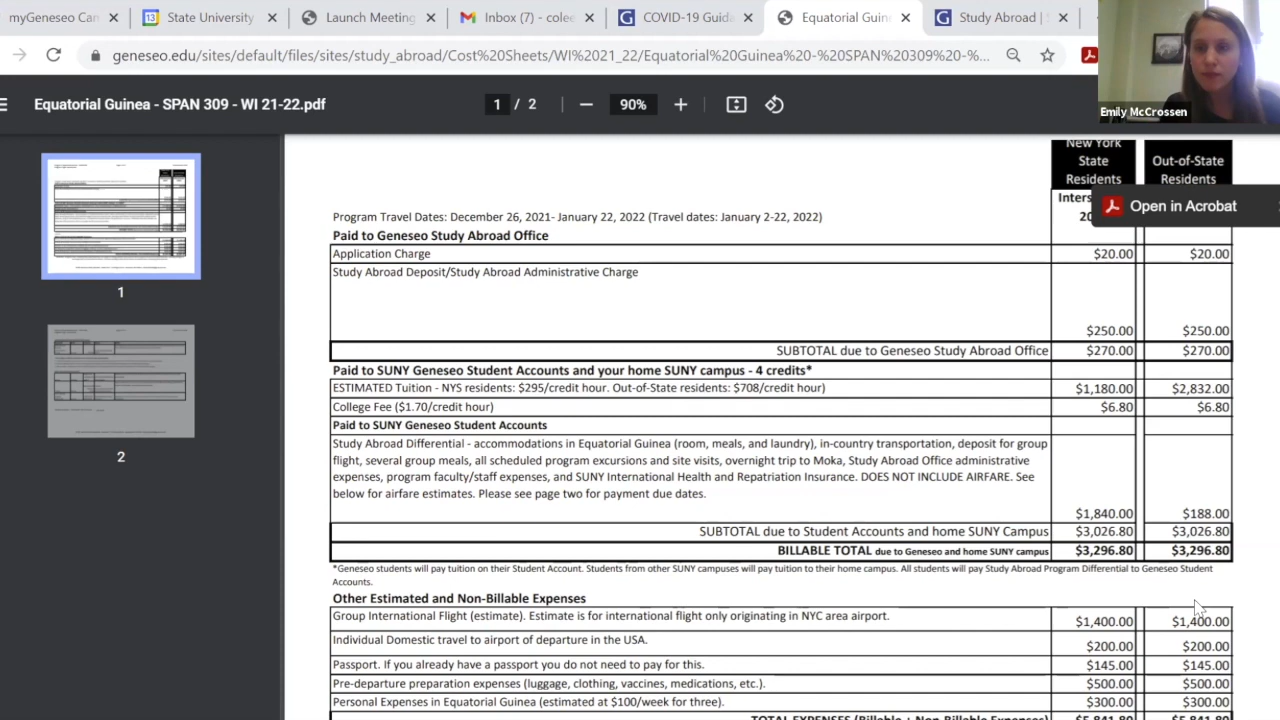 myGeneseo Can
State University
Launch Meeting
Inbox (7) - colee
COVID-19 Guida
Equatorial Guin
Study Abroad | S
geneseo.edu/sites/default/files/sites/study_abroad/Cost%20Sheets/WI%2021_22/Equatorial%20Guinea%20-%20SPAN%20309%20-%...
Emily McCrossen
Equatorial Guinea - SPAN 309 - WI 21-22.pdf
1 / 2
90%
Open in Acrobat
1
2
New York State Residents
Out-of-State Residents
Program Travel Dates: December 26, 2021- January 22, 2022 (Travel dates: January 2-22, 2022)
Paid to Geneseo Study Abroad Office
Application Charge $20.00 $20.00
Study Abroad Deposit/Study Abroad Administrative Charge
$250.00 $250.00
SUBTOTAL due to Geneseo Study Abroad Office $270.00 $270.00
Paid to SUNY Geneseo Student Accounts and your home SUNY campus - 4 credits*
ESTIMATED Tuition - NYS residents: $295/credit hour. Out-of-State residents: $708/credit hour) $1,180.00 $2,832.00
College Fee ($1.70/credit hour) $6.80 $6.80
Paid to SUNY Geneseo Student Accounts
Study Abroad Differential - accommodations in Equatorial Guinea (room, meals, and laundry), in-country transportation, deposit for group
flight, several group meals, all scheduled program excursions and site visits, overnight trip to Moka, Study Abroad Office administrative
expenses, program faculty/staff expenses, and SUNY International Health and Repatriation Insurance. DOES NOT INCLUDE AIRFARE. See
below for airfare estimates. Please see page two for payment due dates.
$1,840.00 $188.00
SUBTOTAL due to Student Accounts and home SUNY Campus $3,026.80 $3,026.80
BILLABLE TOTAL due to Geneseo and home SUNY campus $3,296.80 $3,296.80
*Geneseo students will pay tuition on their Student Account. Students from other SUNY campuses will pay tuition to their home campus. All students will pay Study Abroad Program Differential to Geneseo Student
Accounts.
Other Estimated and Non-Billable Expenses
Group International Flight (estimate). Estimate is for international flight only originating in NYC area airport. $1,400.00 $1,400.00
Individual Domestic travel to airport of departure in the USA. $200.00 $200.00
Passport. If you already have a passport you do not need to pay for this. $145.00 $145.00
Pre-departure preparation expenses (luggage, clothing, vaccines, medications, etc.). $500.00 $500.00
Personal Expenses in Equatorial Guinea (estimated at $100/week for three). $300.00 $300.00
TOTAL EXPENSES (Billable + Non-Billable Expenses) $5,841.80 $5,841.80